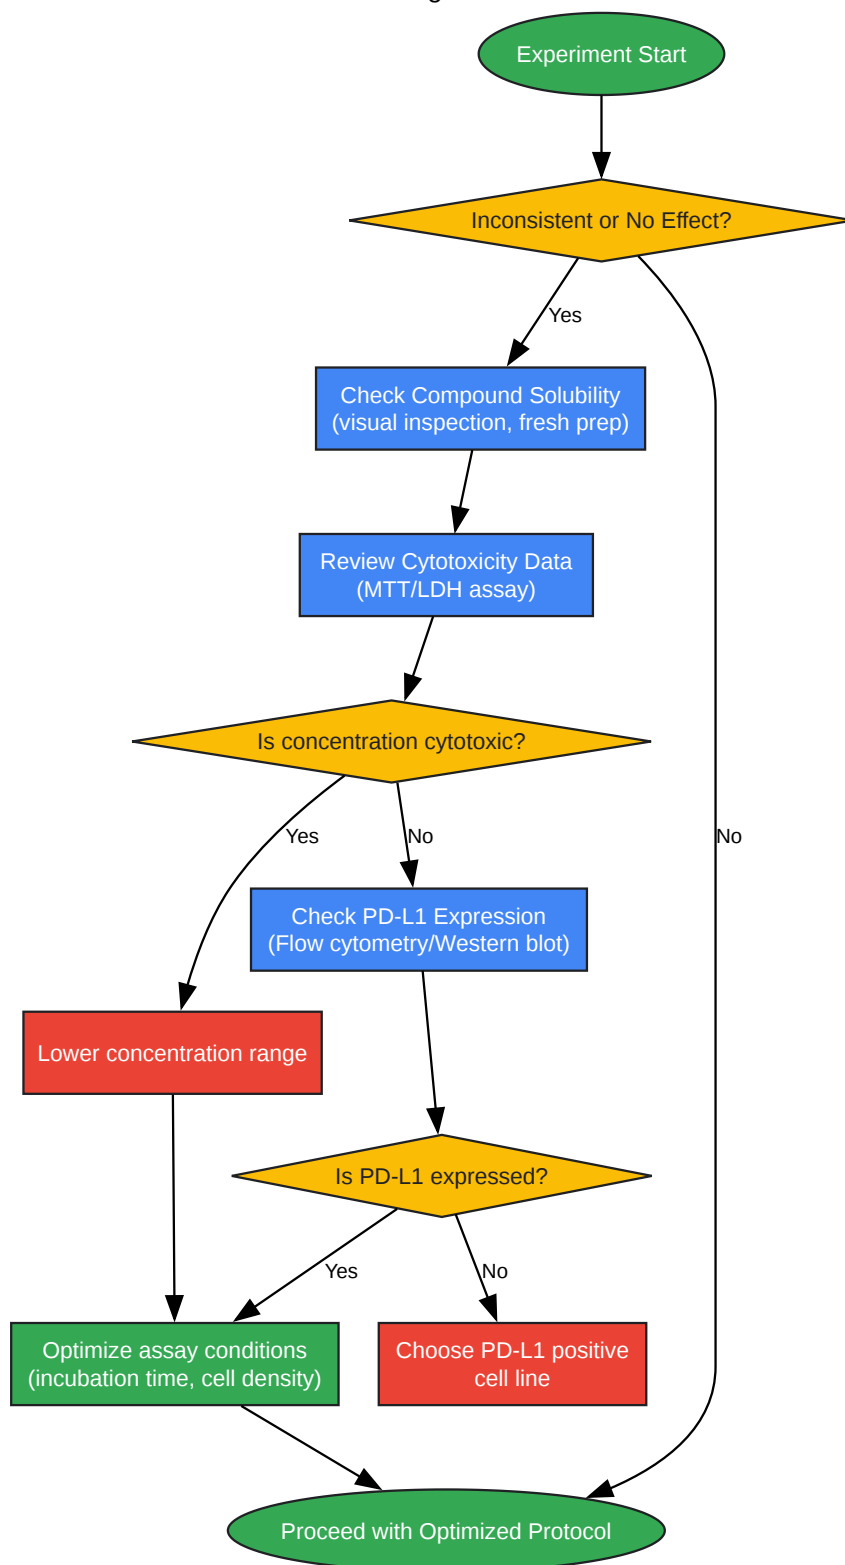 Experiment Start
Inconsistent or No Effect?
Yes
Check Compound Solubility
(visual inspection, fresh prep)
Review Cytotoxicity Data
(MTT/LDH assay)
Is concentration cytotoxic?
Yes
No
No
Check PD-L1 Expression
(Flow cytometry/Western blot)
Lower concentration range
Is PD-L1 expressed?
Yes
No
Optimize assay conditions
(incubation time, cell density)
Choose PD-L1 positive
cell line
Proceed with Optimized Protocol